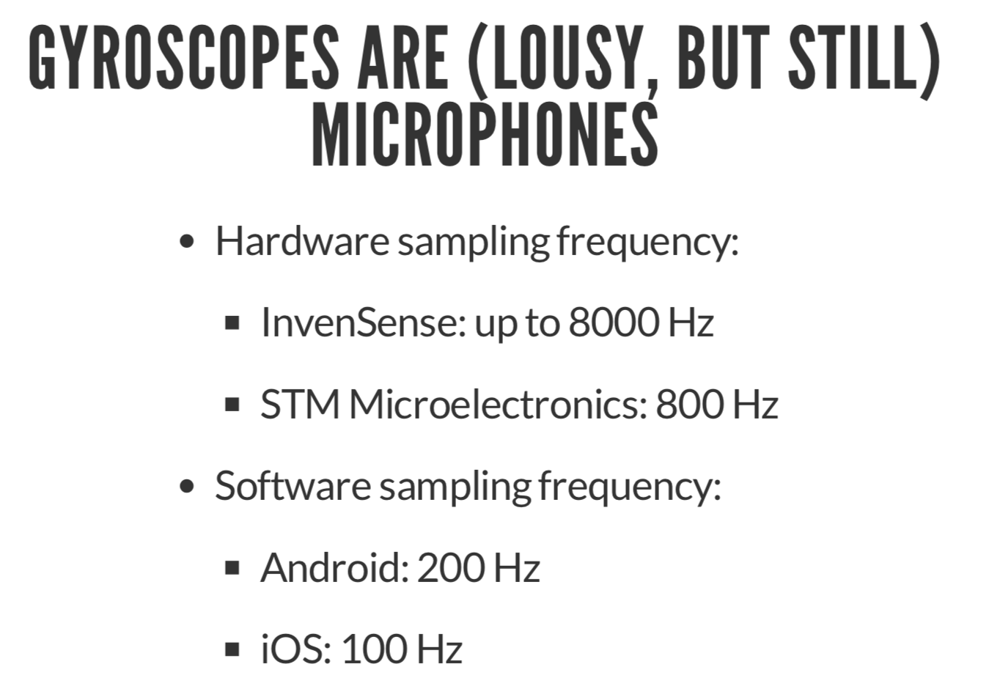 GYROSCOPES ARE (LOUSY, BUT STILL)
MICROPHONES
• Hardware sampling frequency:
▪ InvenSense: up to 8000 Hz
▪ STM Microelectronics: 800 Hz
• Software sampling frequency:
▪ Android: 200 Hz
▪ iOS: 100 Hz